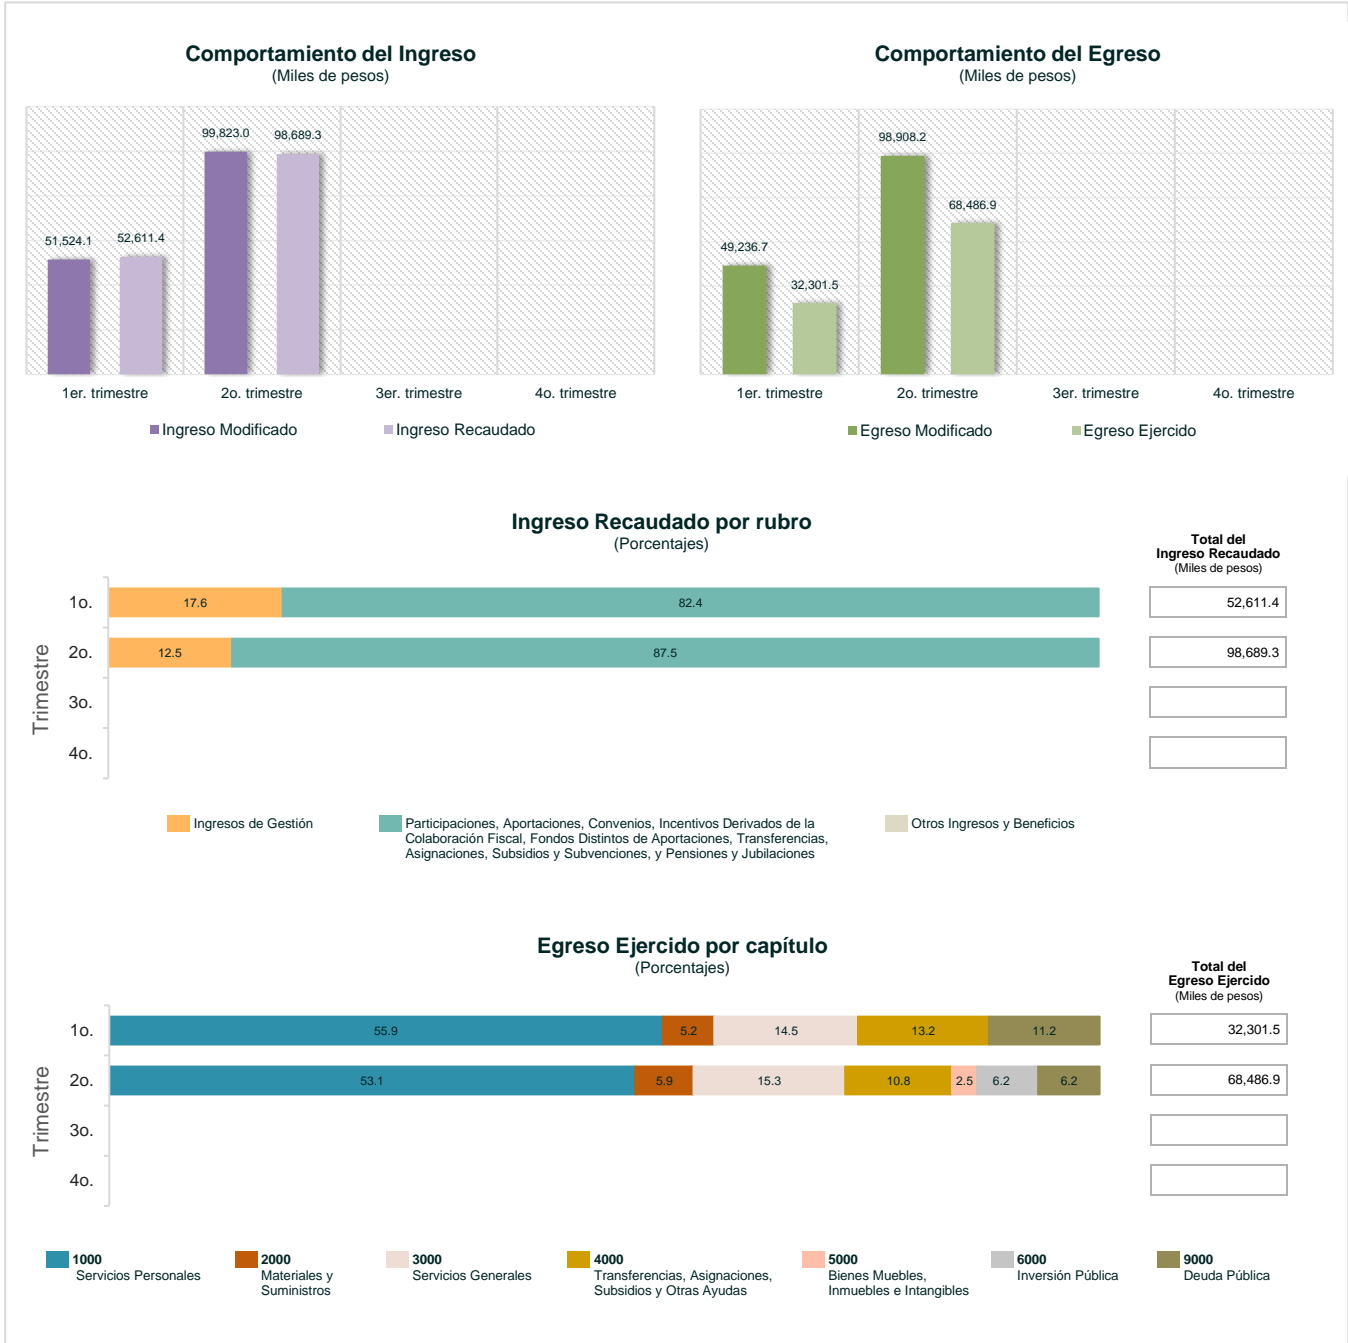 Comportamiento del Ingreso
(Miles de pesos)
99,823.0
98,689.3
51,524.1
52,611.4
1er. trimestre
2o. trimestre
3er. trimestre
4o. trimestre
Ingreso Modificado
Ingreso Recaudado
Comportamiento del Egreso
(Miles de pesos)
98,908.2
68,486.9
49,236.7
32,301.5
1er. trimestre
2o. trimestre
3er. trimestre
4o. trimestre
Egreso Modificado
Egreso Ejercido
Ingreso Recaudado por rubro
(Porcentajes)
Total del
Ingreso Recaudado
(Miles de pesos)
Trimestre
1o.
17.6
82.4
52,611.4
2o.
12.5
87.5
98,689.3
3o.
4o.
Ingresos de Gestión
Participaciones, Aportaciones, Convenios, Incentivos Derivados de la
Colaboración Fiscal, Fondos Distintos de Aportaciones, Transferencias,
Asignaciones, Subsidios y Subvenciones, y Pensiones y Jubilaciones
Otros Ingresos y Beneficios
Egreso Ejercido por capítulo
(Porcentajes)
Total del
Egreso Ejercido
(Miles de pesos)
Trimestre
1o.
55.9
5.2
14.5
13.2
11.2
32,301.5
2o.
53.1
5.9
15.3
10.8
2.5
6.2
6.2
68,486.9
3o.
4o.
1000
Servicios Personales
2000
Materiales y
Suministros
3000
Servicios Generales
4000
Transferencias, Asignaciones,
Subsidios y Otras Ayudas
5000
Bienes Muebles,
Inmuebles e Intangibles
6000
Inversión Pública
9000
Deuda Pública